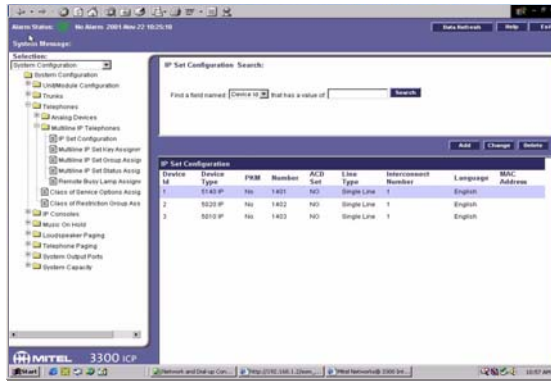 Alarm Status: No Alarm 2001-Nov-22 10:25:18
Data Refresh Help
System Message:
Selection:
System Configuration
System Configuration
Unit/Module Configuration
Trunks
Telephones
Analog Devices
Multiline IP Telephones
IP Set Configuration
Multiline IP Set Key Assignm
Multiline IP Set Group Assign
Multiline IP Set Status Assig
Remote Busy Lamp Assignm
Class of Service Options Assig
Class of Restriction Group Ass
IP Consoles
Music On Hold
Loudspeaker Paging
Telephone Paging
System Output Ports
System Capacity
IP Set Configuration Search:
Find a field named Device Id that has a value of Search
Add Change Delete
IP Set Configuration
Device Id Device Type PKM Number ACD Set Line Type Interconnect Number Language MAC Address
1 5140 IP No 1401 NO Single Line 1 English
2 5020 IP No 1402 NO Single Line 1 English
3 5010 IP No 1403 NO Single Line 1 English
MITEL 3300 ICP
Start Network and Dial-up Con... 10:57 AM